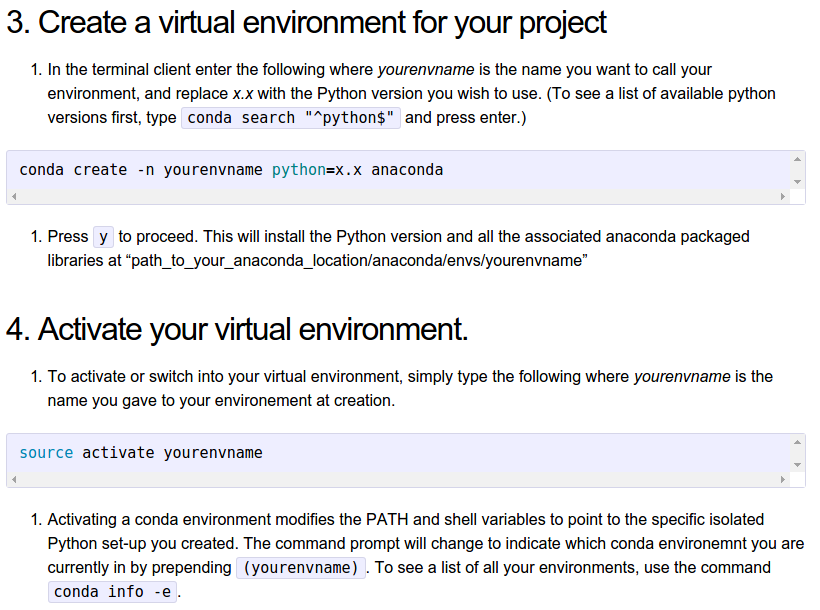 3. Create a virtual environment for your project
1. In the terminal client enter the following where yourenvname is the name you want to call your
environment, and replace x.x with the Python version you wish to use. (To see a list of available python
versions first, type conda search "^python$" and press enter.)
conda create -n yourenvname python=x.x anaconda
1. Press y to proceed. This will install the Python version and all the associated anaconda packaged
libraries at “path_to_your_anaconda_location/anaconda/envs/yourenvname”
4. Activate your virtual environment.
1. To activate or switch into your virtual environment, simply type the following where yourenvname is the
name you gave to your environement at creation.
source activate yourenvname
1. Activating a conda environment modifies the PATH and shell variables to point to the specific isolated
Python set-up you created. The command prompt will change to indicate which conda environemnt you are
currently in by prepending (yourenvname) . To see a list of all your environments, use the command
conda info -e .